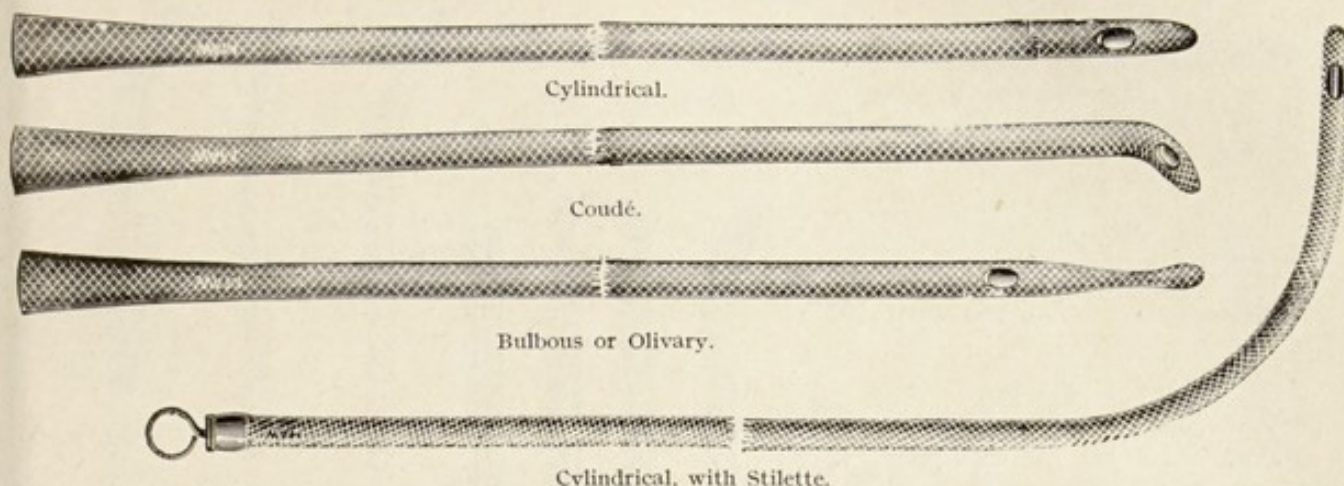 Cylindrical.
Coudé.
Bulbous or Olivary.
Cylindrical, with Stilette.